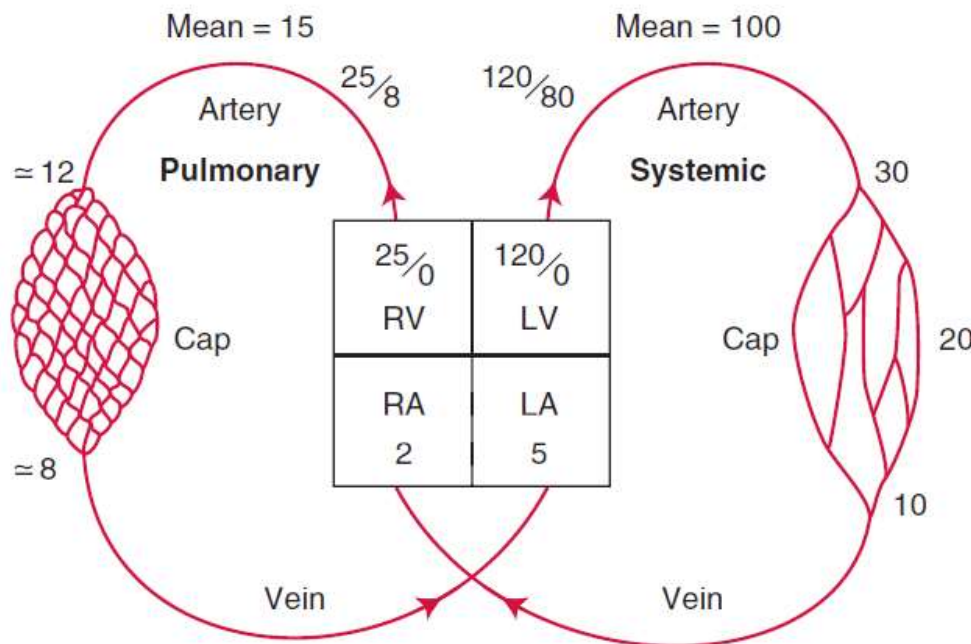 Mean = 15
Mean = 100
25/8
120/80
Artery
Artery
Pulmonary
Systemic
≃ 12
30
25/0
120/0
RV
LV
Cap
Cap
20
RA
LA
2
5
≃ 8
10
Vein
Vein